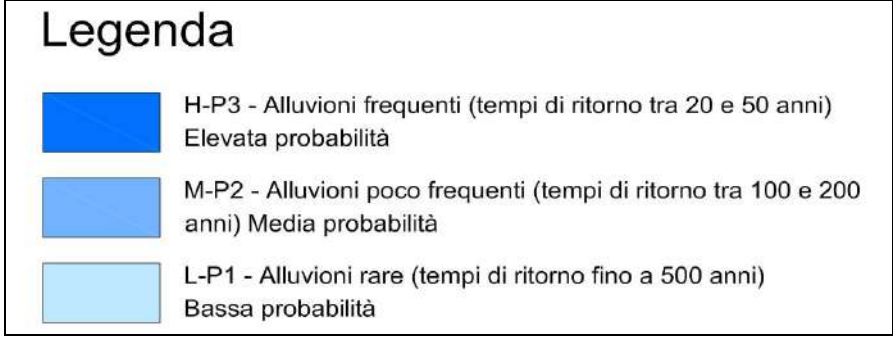 Legenda
H-P3 - Alluvioni frequenti (tempi di ritorno tra 20 e 50 anni)
Elevata probabilità
M-P2 - Alluvioni poco frequenti (tempi di ritorno tra 100 e 200
anni) Media probabilità
L-P1 - Alluvioni rare (tempi di ritorno fino a 500 anni)
Bassa probabilità